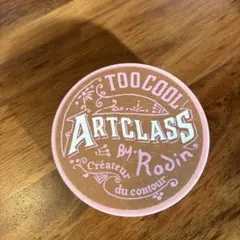 TOO COOL
ARTCLASS
By. Rodin
Créateur
du contour